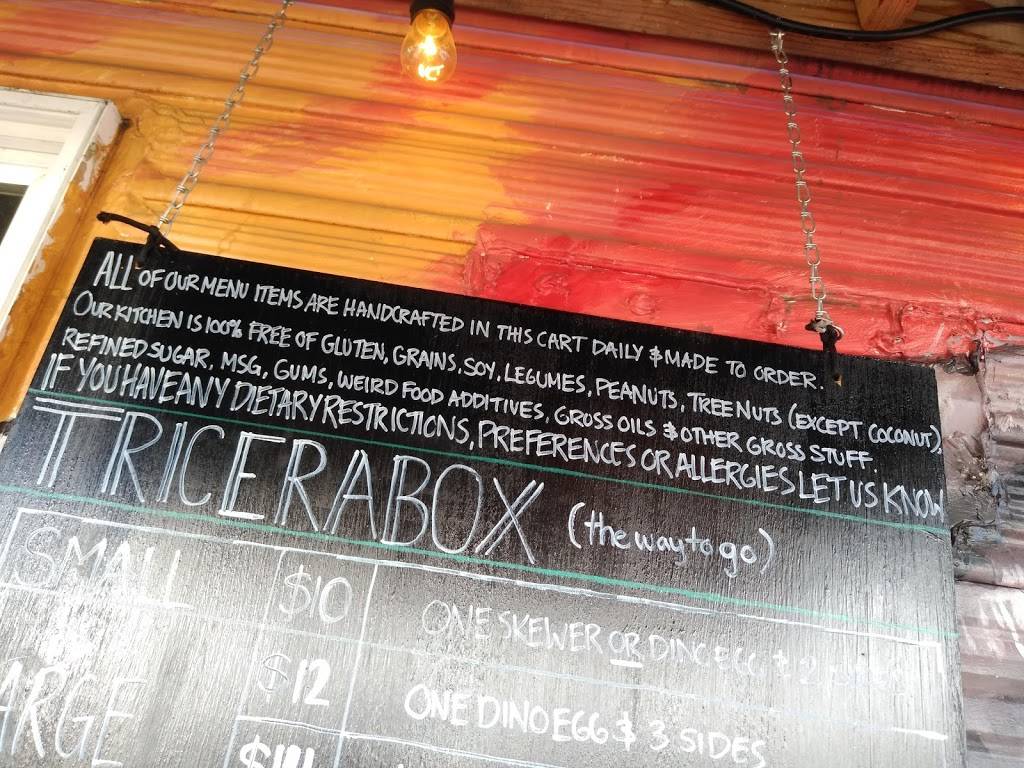 ALL OF OUR MENU ITEMS ARE HANDCRAFTED IN THIS CART DAILY & MADE TO ORDER.
OUR KITCHEN IS 100% FREE OF GLUTEN, GRAINS, SOY, LEGUMES, PEANUTS, TREE NUTS (EXCEPT COCONUT),
REFINED SUGAR, MSG, GUMS, WEIRD FOOD ADDITIVES, GROSS OILS & OTHER GROSS STUFF.
IF YOU HAVE ANY DIETARY RESTRICTIONS, PREFERENCES OR ALLERGIES LET US KNOW
TRICERABOX (the way to go)
SMALL $10 ONE SKEWER OR DINO EGG & 2 SIDES
ARGE $12 ONE DINO EGG & 3 SIDES